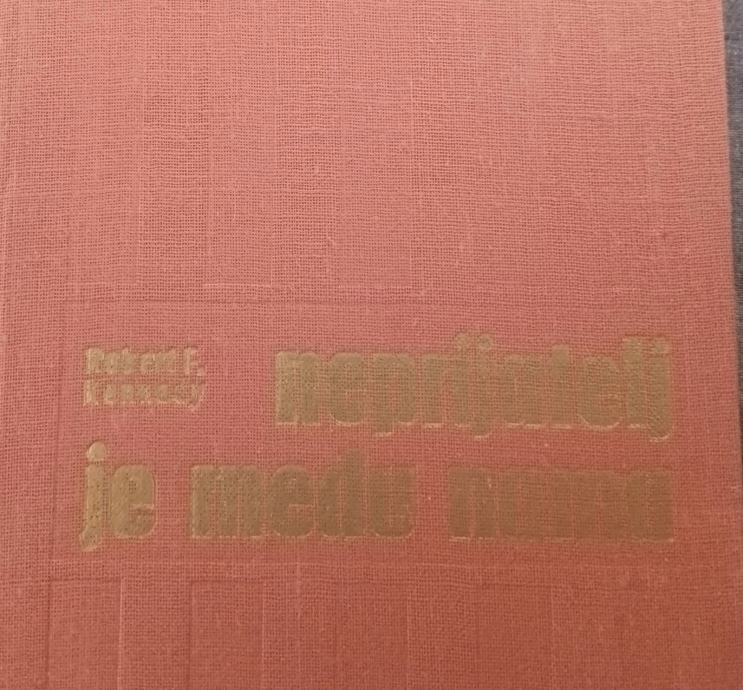 Robert F.
Kennedy
neprijatelj
je među nama